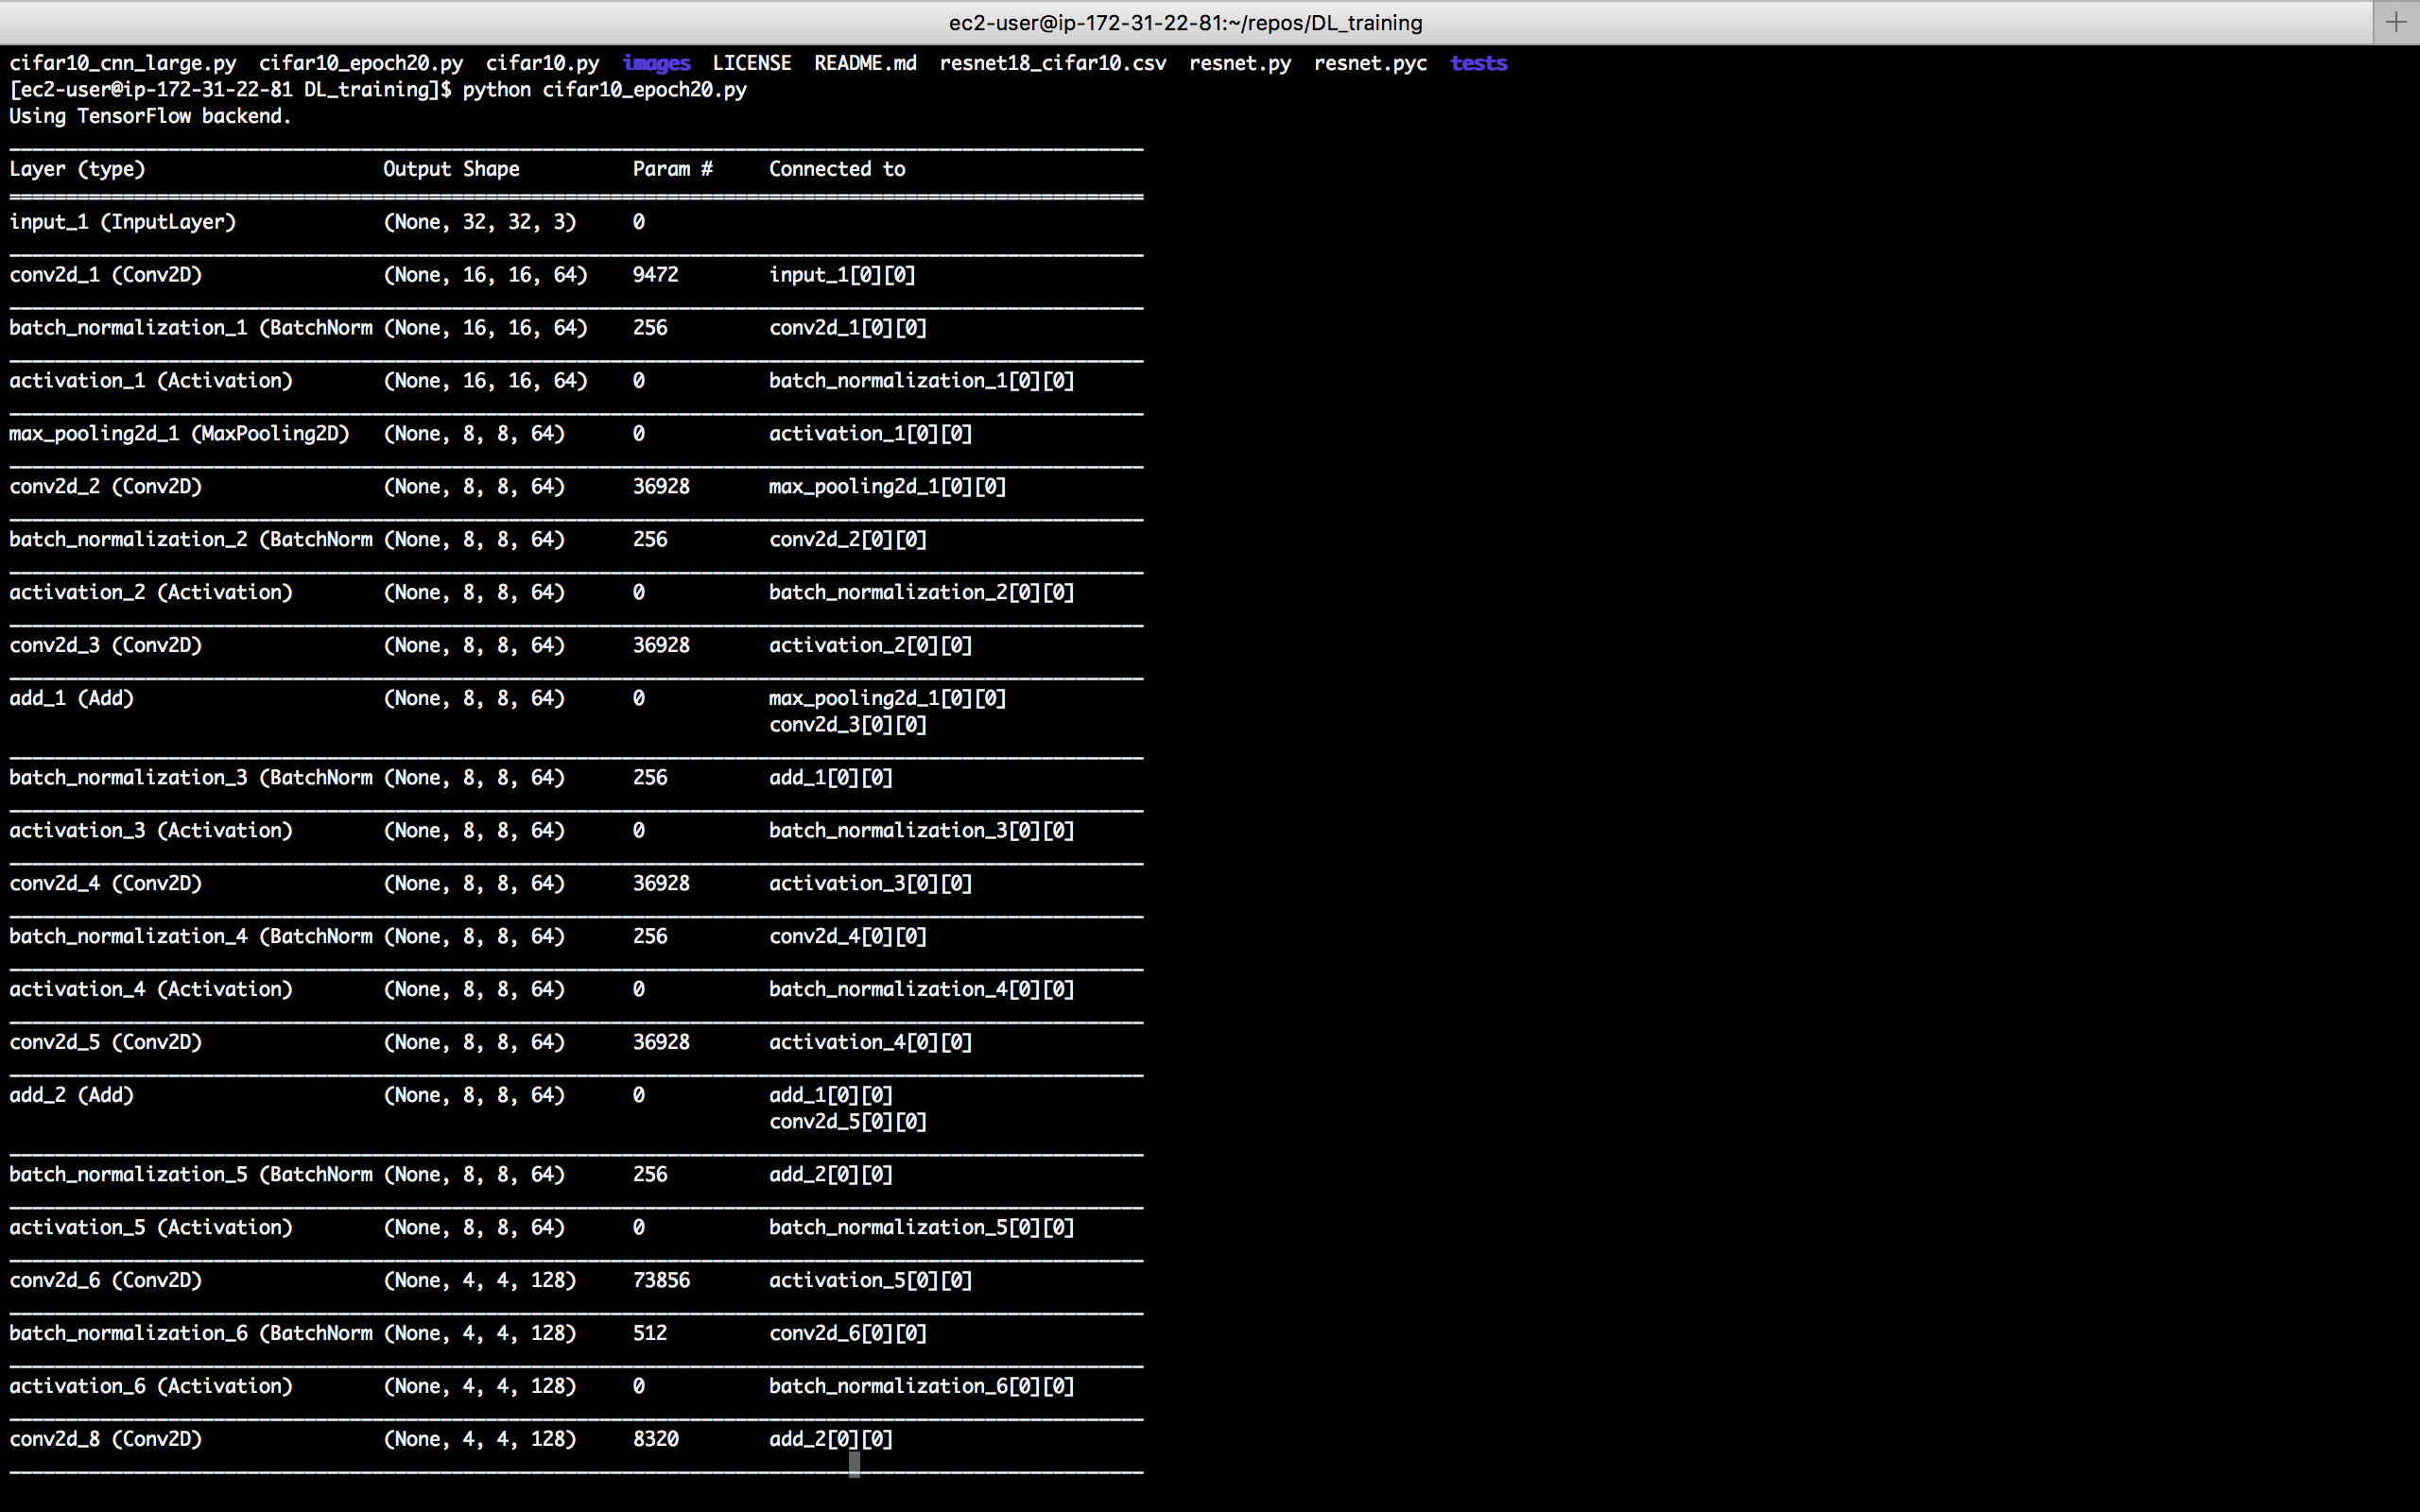 ec2-user@ip-172-31-22-81:~/repos/DL_training
cifar10_cnn_large.py  cifar10_epoch20.py  cifar10.py  images  LICENSE  README.md  resnet18_cifar10.csv  resnet.py  resnet.pyc  tests
[ec2-user@ip-172-31-22-81 DL_training]$ python cifar10_epoch20.py
Using TensorFlow backend.
Layer (type)                     Output Shape          Param #     Connected to
input_1 (InputLayer)             (None, 32, 32, 3)     0
conv2d_1 (Conv2D)                (None, 16, 16, 64)    9472        input_1[0][0]
batch_normalization_1 (BatchNorm (None, 16, 16, 64)    256         conv2d_1[0][0]
activation_1 (Activation)        (None, 16, 16, 64)    0           batch_normalization_1[0][0]
max_pooling2d_1 (MaxPooling2D)   (None, 8, 8, 64)      0           activation_1[0][0]
conv2d_2 (Conv2D)                (None, 8, 8, 64)      36928       max_pooling2d_1[0][0]
batch_normalization_2 (BatchNorm (None, 8, 8, 64)      256         conv2d_2[0][0]
activation_2 (Activation)        (None, 8, 8, 64)      0           batch_normalization_2[0][0]
conv2d_3 (Conv2D)                (None, 8, 8, 64)      36928       activation_2[0][0]
add_1 (Add)                      (None, 8, 8, 64)      0           max_pooling2d_1[0][0]
conv2d_3[0][0]
batch_normalization_3 (BatchNorm (None, 8, 8, 64)      256         add_1[0][0]
activation_3 (Activation)        (None, 8, 8, 64)      0           batch_normalization_3[0][0]
conv2d_4 (Conv2D)                (None, 8, 8, 64)      36928       activation_3[0][0]
batch_normalization_4 (BatchNorm (None, 8, 8, 64)      256         conv2d_4[0][0]
activation_4 (Activation)        (None, 8, 8, 64)      0           batch_normalization_4[0][0]
conv2d_5 (Conv2D)                (None, 8, 8, 64)      36928       activation_4[0][0]
add_2 (Add)                      (None, 8, 8, 64)      0           add_1[0][0]
conv2d_5[0][0]
batch_normalization_5 (BatchNorm (None, 8, 8, 64)      256         add_2[0][0]
activation_5 (Activation)        (None, 8, 8, 64)      0           batch_normalization_5[0][0]
conv2d_6 (Conv2D)                (None, 4, 4, 128)     73856       activation_5[0][0]
batch_normalization_6 (BatchNorm (None, 4, 4, 128)     512         conv2d_6[0][0]
activation_6 (Activation)        (None, 4, 4, 128)     0           batch_normalization_6[0][0]
conv2d_8 (Conv2D)                (None, 4, 4, 128)     8320        add_2[0][0]